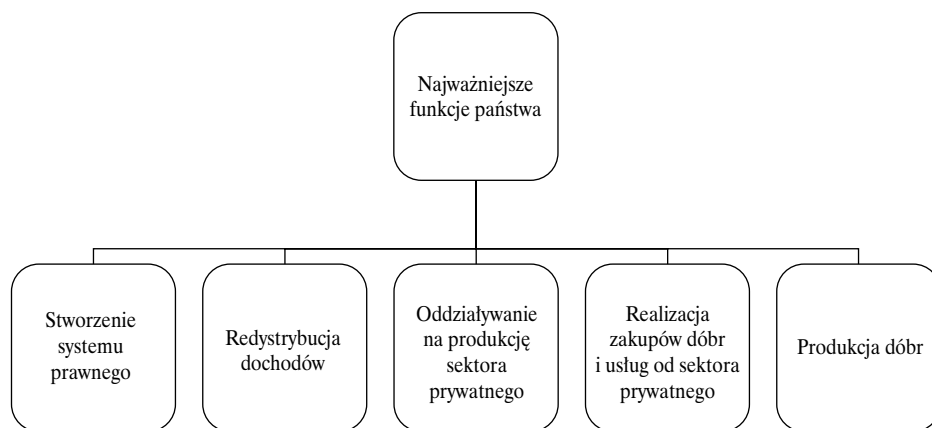 Najważniejsze
funkcje państwa
Stworzenie
systemu
prawnego
Redystrybucja
dochodów
Oddziaływanie
na produkcję
sektora
prywatnego
Realizacja
zakupów dóbr
i usług od sektora
prywatnego
Produkcja dóbr